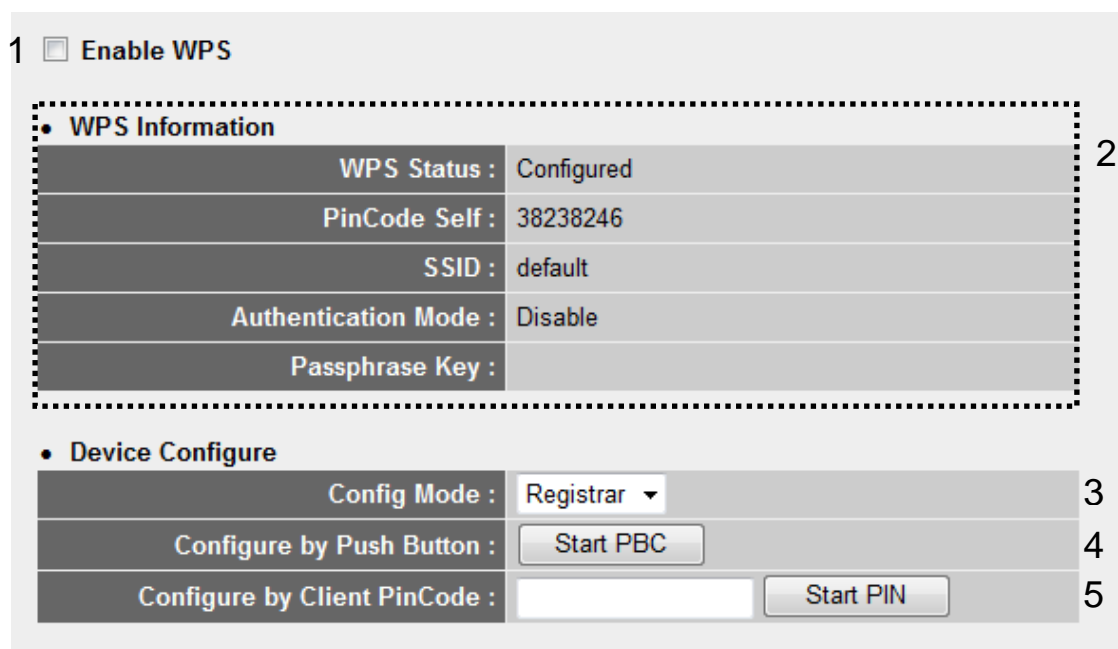 1 Enable WPS
• WPS Information
2
WPS Status : Configured
PinCode Self : 38238246
SSID : default
Authentication Mode : Disable
Passphrase Key :
• Device Configure
Config Mode : Registrar 3
Configure by Push Button : Start PBC 4
Configure by Client PinCode : Start PIN 5